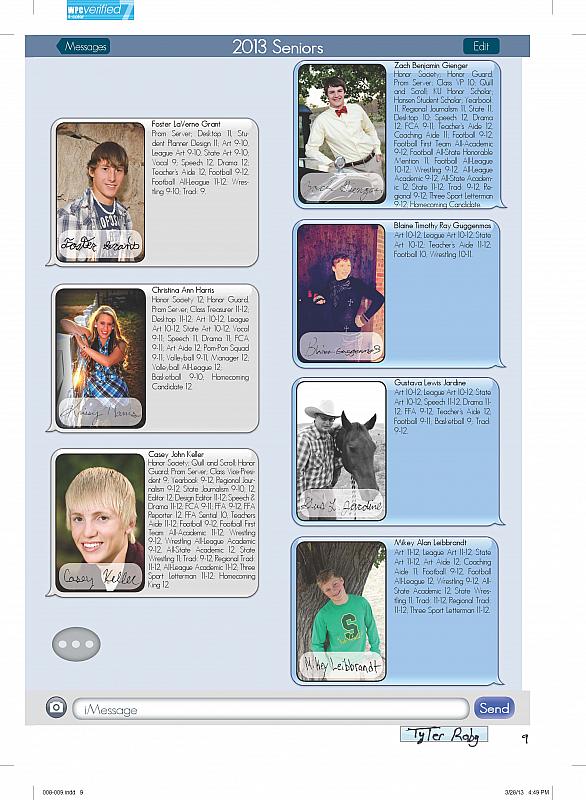 WPCverified 7
Messages
2013 Seniors
Edit
Foster LaVerne Grant
Prom Server; Desktop 11; Stu-
dent Planner Design 11; Art 9-10,
League Art 9-10, State Art 9-10;
Vocal 9; Speech 12; Drama 12;
Teacher's Aide 12; Football 9-12,
Football All-League 11-12; Wres-
tling 9-10; Track 9.
Foster Grant
Christina Ann Harris
Honor Society 12, Honor Guard;
Prom Server; Class Treasurer 11-12;
Desktop 11-12; Art 10-12, League
Art 10-12, State Art 10-12; Vocal
9-11; Speech 11; Drama 11; FCA
9-11; Art Aide 12; Pom-Pon Squad
9-11; Volleyball 9-11, Manager 12,
Volleyball All-League 12;
Basketball 9-10; Homecoming
Candidate 12.
Harris
Casey John Keller
Honor Society; Quill and Scroll; Honor
Guard; Prom Server; Class Vice-Presi-
dent 9; Yearbook 9-12, Regional Jour-
nalism 9-12, State Journalism 9-10, 12,
Editor 12, Design Editor 11-12; Speech &
Drama 11-12; FCA 9-11; FFA 9-12, FFA
Reporter 12, FFA Sential 10; Teachers
Aide 11-12; Football 9-12, Football First
Team All-Academic 11-12; Wrestling
9-12, Wrestling All-League Academic
9-12, All-State Academic 12, State
Wrestling 11; Track 9-12, Regional Track
11-12, All-League Academic 11-12; Three
Sport Letterman 11-12; Homecoming
King 12.
Casey Keller
Zach Benjamin Gienger
Honor Society; Honor Guard;
Prom Server; Class VP 10; Quill
and Scroll; KU Honor Scholar;
Hansen Student Scholar; Yearbook
11, Regional Journalism 11, State 11;
Desktop 10; Speech 12; Drama
12; FCA 9-11; Teacher's Aide 12;
Coaching Aide 11; Football 9-12,
Football First Team All-Academic
9-12, Football All-State Honorable
Mention 11, Football All-League
10-12; Wrestling 9-12, All-League
Academic 9-12, All-State Academ-
ic 12, State 11-12; Track 9-12, Re-
gional 9-12; Three Sport Letterman
9-12; Homecoming Candidate.
Zach Gienger
Blaine Timothy Ray Guggenmos
Art 10-12, League Art 10-12, State
Art 10-12; Teacher's Aide 11-12;
Football 10; Wrestling 10-11.
Blaine Guggenmos
Gustava Lewis Jardine
Art 10-12, League Art 10-12, State
Art 10-12; Speech 11-12; Drama 11-
12; FFA 9-12; Teacher's Aide 12;
Football 9-11; Basketball 9; Track
9-12.
Gus L Jardine
Mikey Alan Leibbrandt
Art 11-12, League Art 11-12, State
Art 11-12; Art Aide 12; Coaching
Aide 11; Football 9-12, Football
All-League 12; Wrestling 9-12, All-
State Academic 12, State Wres-
tling 11; Track 11-12, Regional Track
11-12; Three Sport Letterman 11-12.
S
Mikey Leibbrandt
iMessage
Send
Tyler
9
008-009.indd 9
3/26/13 4:49 PM